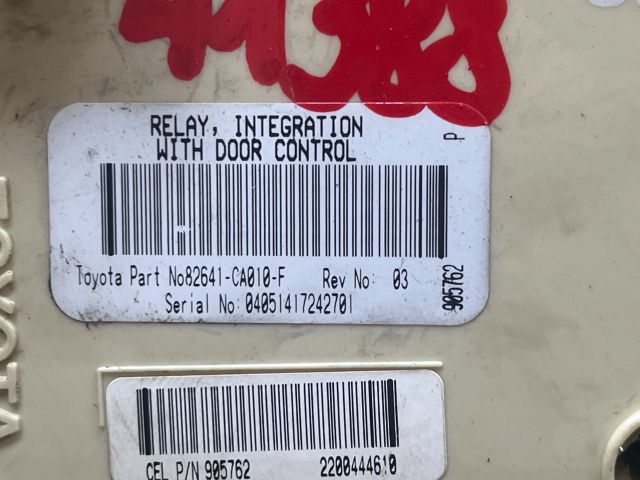 RELAY, INTEGRATION
WITH DOOR CONTROL
P
Toyota Part No82641-CA010-F Rev No: 03
Serial No: 04051417242701
905762
TOYOTA
CEL P/N 905762 2200444610